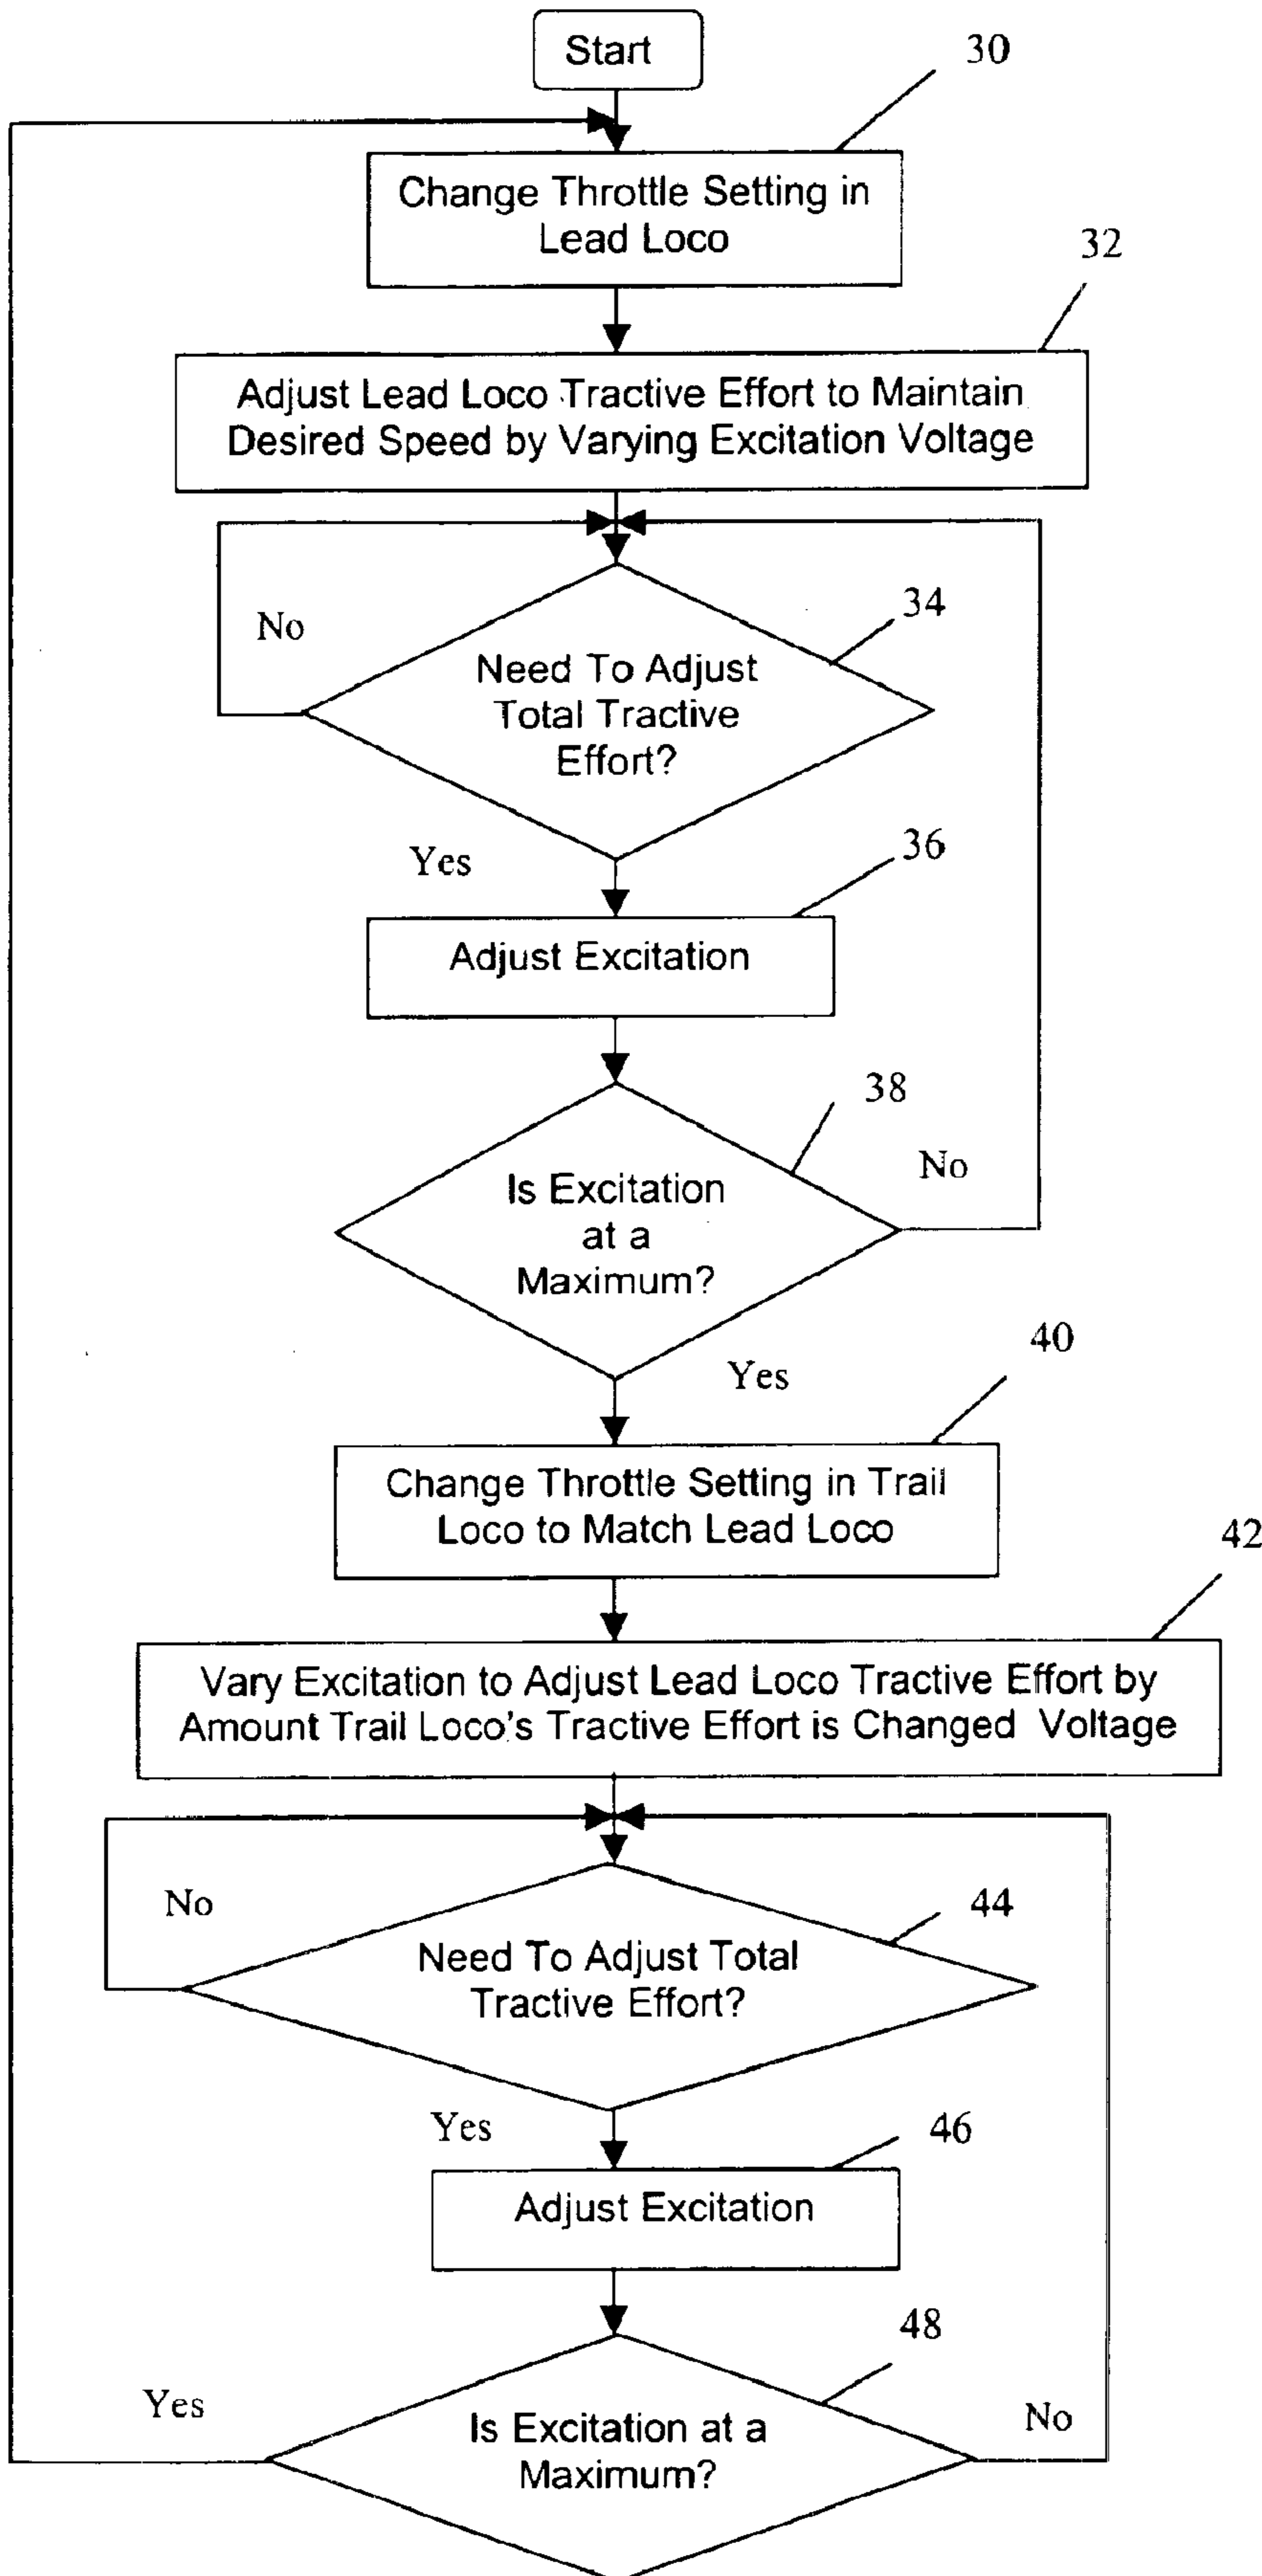 Start
30
Change Throttle Setting in
Lead Loco
32
Adjust Lead Loco Tractive Effort to Maintain
Desired Speed by Varying Excitation Voltage
No
34
Need To Adjust
Total Tractive
Effort?
Yes
36
Adjust Excitation
38
No
Is Excitation
at a
Maximum?
40
Yes
Change Throttle Setting in Trail
Loco to Match Lead Loco
42
Vary Excitation to Adjust Lead Loco Tractive Effort by
Amount Trail Loco's Tractive Effort is Changed Voltage
No
44
Need To Adjust Total
Tractive Effort?
Yes
46
Adjust Excitation
48
Yes
No
Is Excitation at a
Maximum?